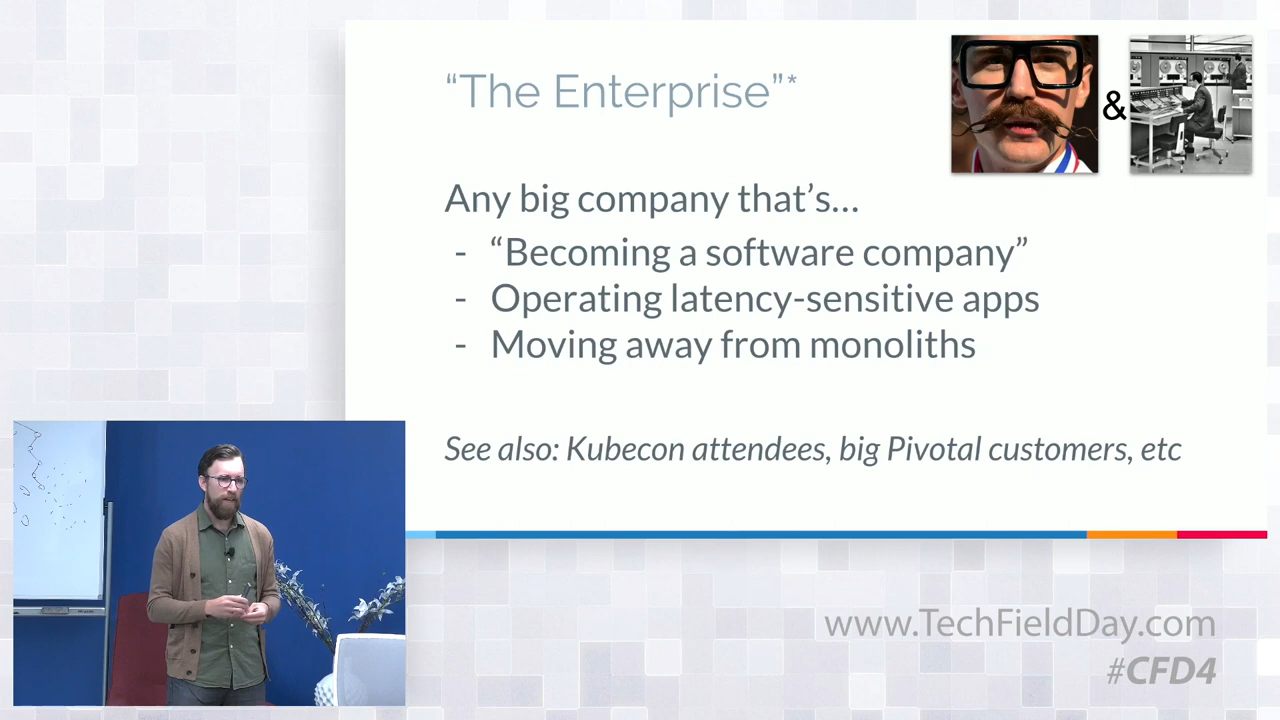 “The Enterprise”*
&
Any big company that’s...
- “Becoming a software company”
- Operating latency-sensitive apps
- Moving away from monoliths
See also: Kubecon attendees, big Pivotal customers, etc
www.TechFieldDay.com
#CFD4